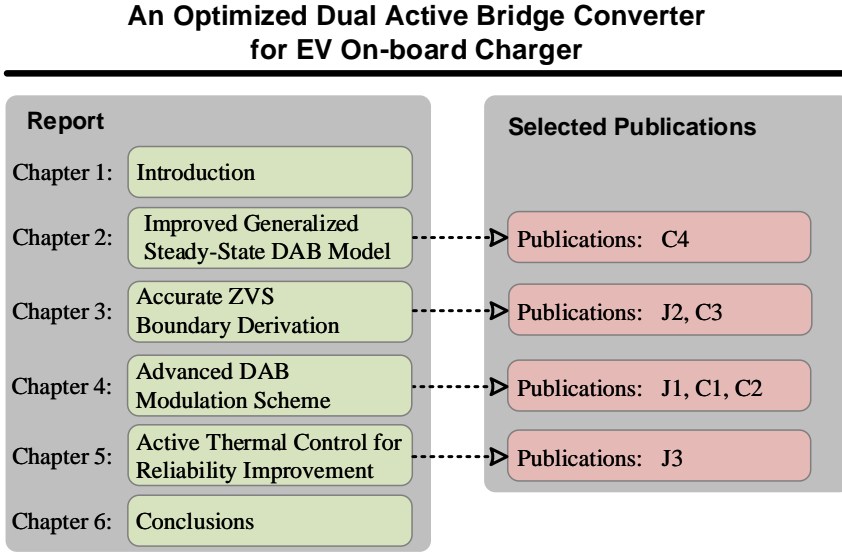 An Optimized Dual Active Bridge Converter
for EV On-board Charger
Report
Chapter 1: Introduction
Chapter 2: Improved Generalized
Steady-State DAB Model
Chapter 3: Accurate ZVS
Boundary Derivation
Chapter 4: Advanced DAB
Modulation Scheme
Chapter 5: Active Thermal Control for
Reliability Improvement
Chapter 6: Conclusions
Selected Publications
Publications: C4
Publications: J2, C3
Publications: J1, C1, C2
Publications: J3